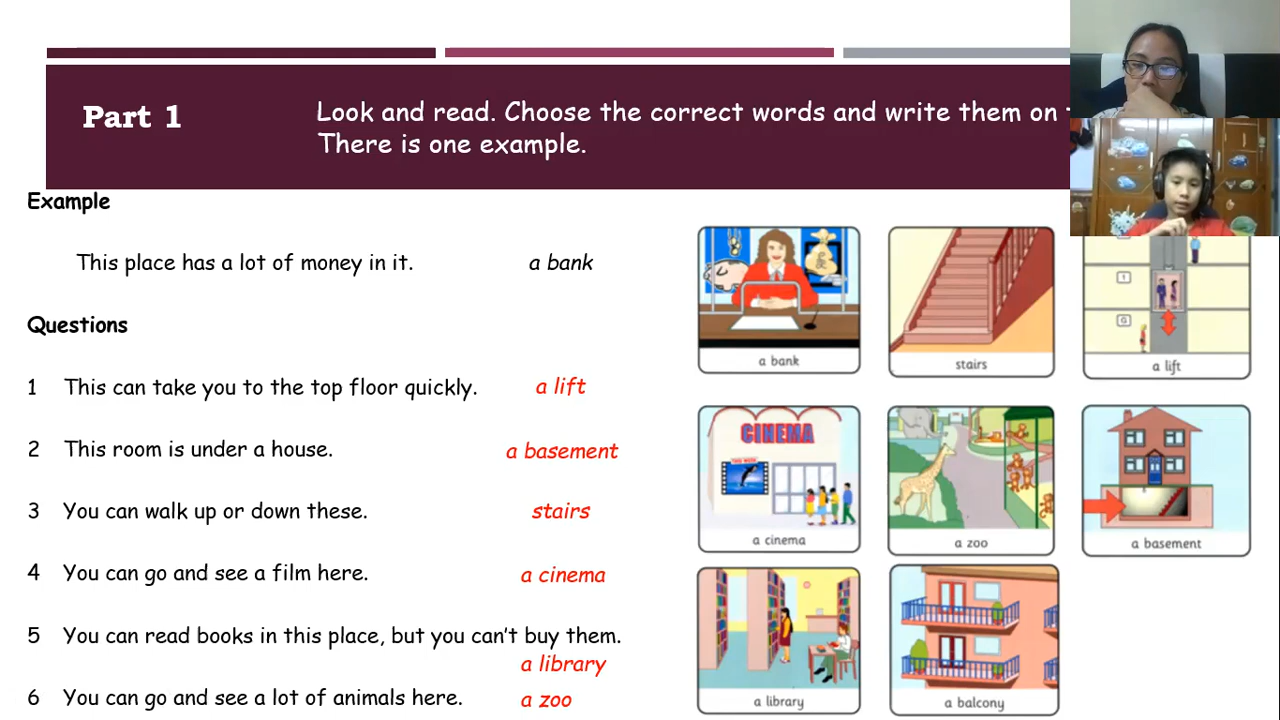 Part 1
Look and read. Choose the correct words and write them on
There is one example.
Example
This place has a lot of money in it. a bank
Questions
1 This can take you to the top floor quickly. a lift
2 This room is under a house. a basement
3 You can walk up or down these. stairs
4 You can go and see a film here. a cinema
5 You can read books in this place, but you can't buy them.
a library
6 You can go and see a lot of animals here. a zoo
£
a bank
stairs
1
G
a lift
CINEMA
a cinema
a zoo
a basement
a library
a balcony